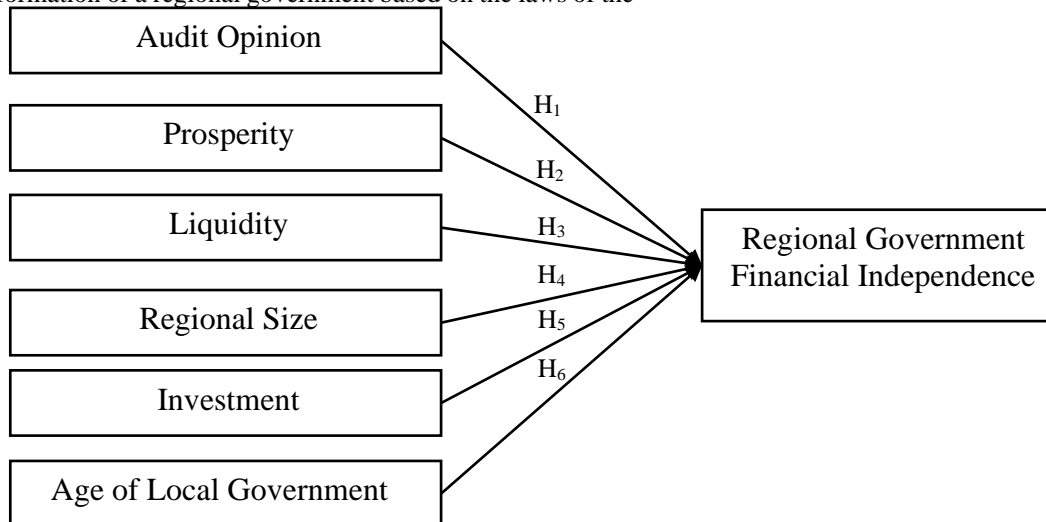 formation of a regional government based on the laws of the
Audit Opinion
H1
Prosperity
H2
Liquidity
H3
Regional Government
Financial Independence
H4
Regional Size
H5
Investment
H6
Age of Local Government